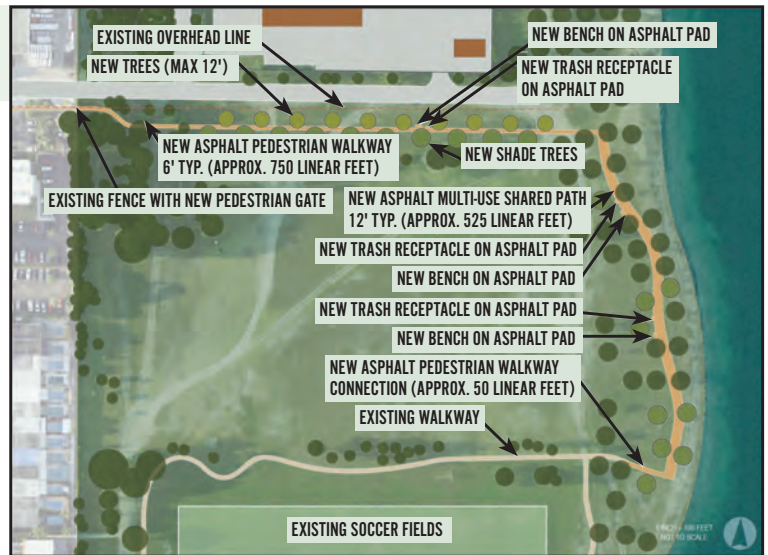 EXISTING OVERHEAD LINE
NEW TREES (MAX 12')
NEW BENCH ON ASPHALT PAD
NEW TRASH RECEPTACLE
ON ASPHALT PAD
NEW ASPHALT PEDESTRIAN WALKWAY
6' TYP. (APPROX. 750 LINEAR FEET)
NEW SHADE TREES
EXISTING FENCE WITH NEW PEDESTRIAN GATE
NEW ASPHALT MULTI-USE SHARED PATH
12' TYP. (APPROX. 525 LINEAR FEET)
NEW TRASH RECEPTACLE ON ASPHALT PAD
NEW BENCH ON ASPHALT PAD
NEW TRASH RECEPTACLE ON ASPHALT PAD
NEW BENCH ON ASPHALT PAD
NEW ASPHALT PEDESTRIAN WALKWAY
CONNECTION (APPROX. 50 LINEAR FEET)
EXISTING WALKWAY
EXISTING SOCCER FIELDS
FEET
NOT TO SCALE